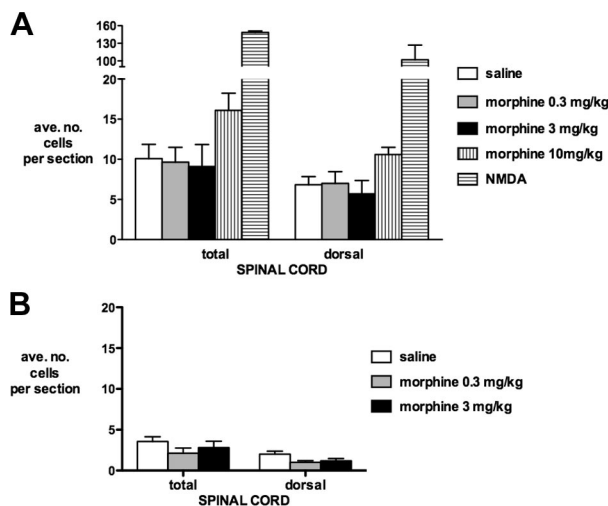 A
160
130
100
20
15
10
5
0
ave. no.
cells
per section
total
dorsal
SPINAL CORD
saline
morphine 0.3 mg/kg
morphine 3 mg/kg
morphine 10mg/kg
NMDA
B
20
15
10
5
0
ave. no.
cells
per section
total
dorsal
SPINAL CORD
saline
morphine 0.3 mg/kg
morphine 3 mg/kg